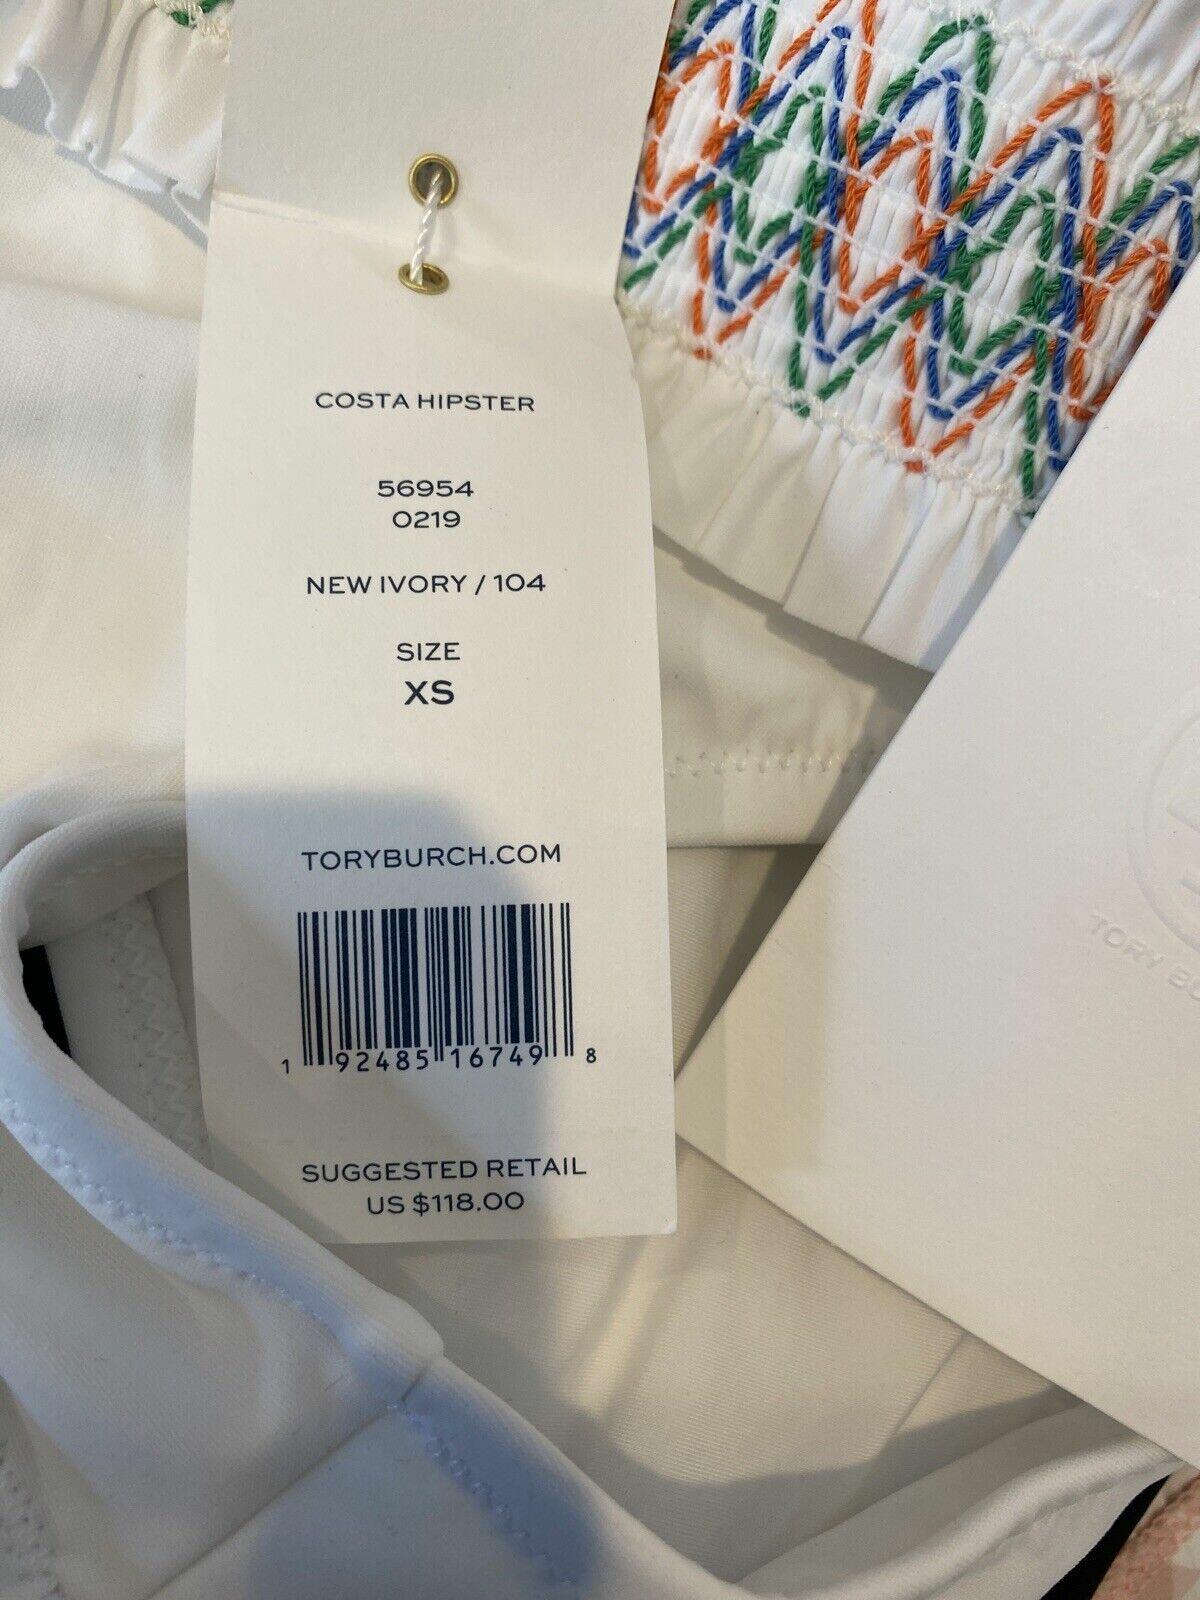 COSTA HIPSTER
56954
0219
NEW IVORY / 104
SIZE
XS
TORYBURCH.COM
1 92485 16749 8
SUGGESTED RETAIL
US $118.00
TORY